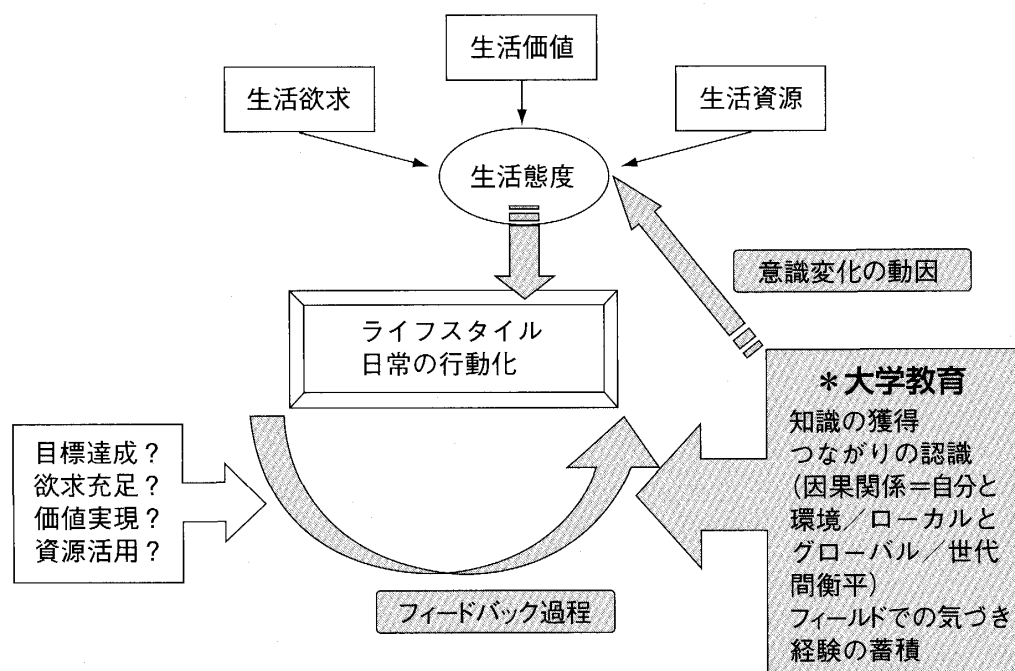 生活価値
生活欲求
生活資源
生活態度
意識変化の動因
ライフスタイル
日常の行動化
＊大学教育
知識の獲得
つながりの認識
(因果関係＝自分と
環境／ローカルと
グローバル／世代
間衡平)
フィールドでの気づき
経験の蓄積
目標達成？
欲求充足？
価値実現？
資源活用？
フィードバック過程